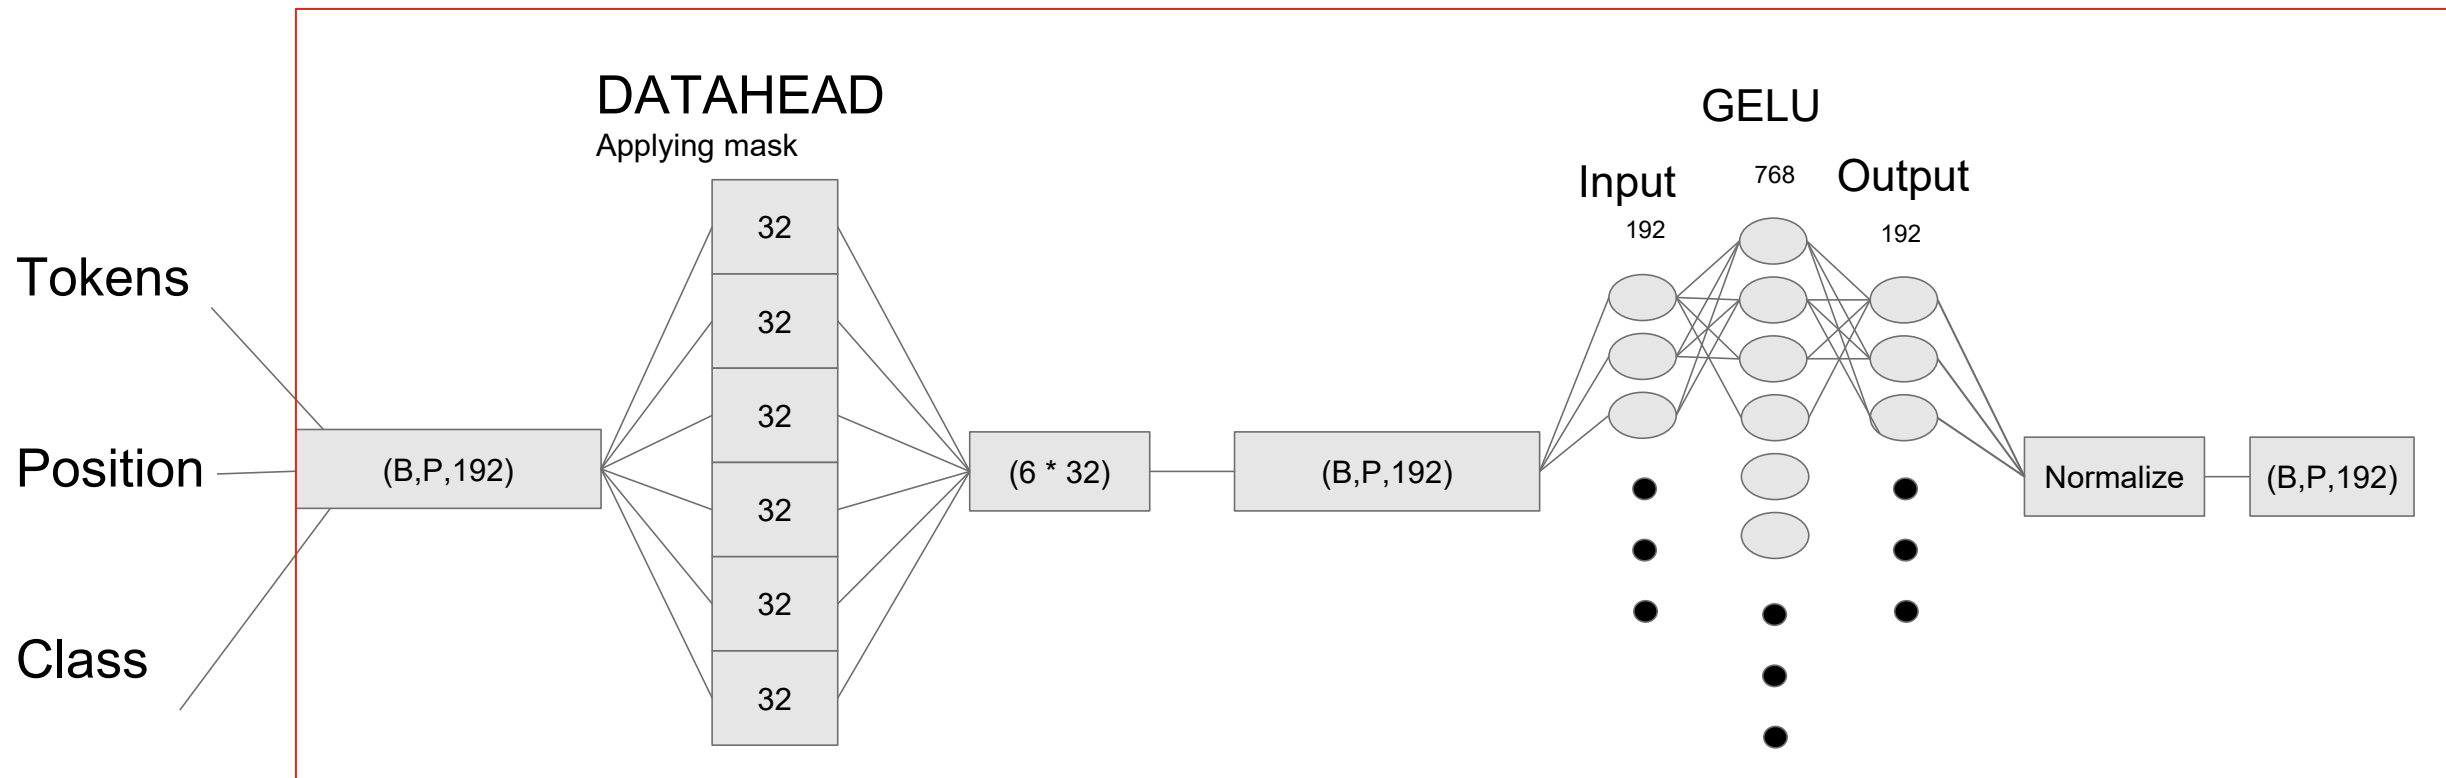 DATAHEAD
Applying mask
GELU
Input
768
Output
192
192
Tokens
Position
Class
(B,P,192)
32
32
32
32
32
32
(6 * 32)
(B,P,192)
Normalize
(B,P,192)